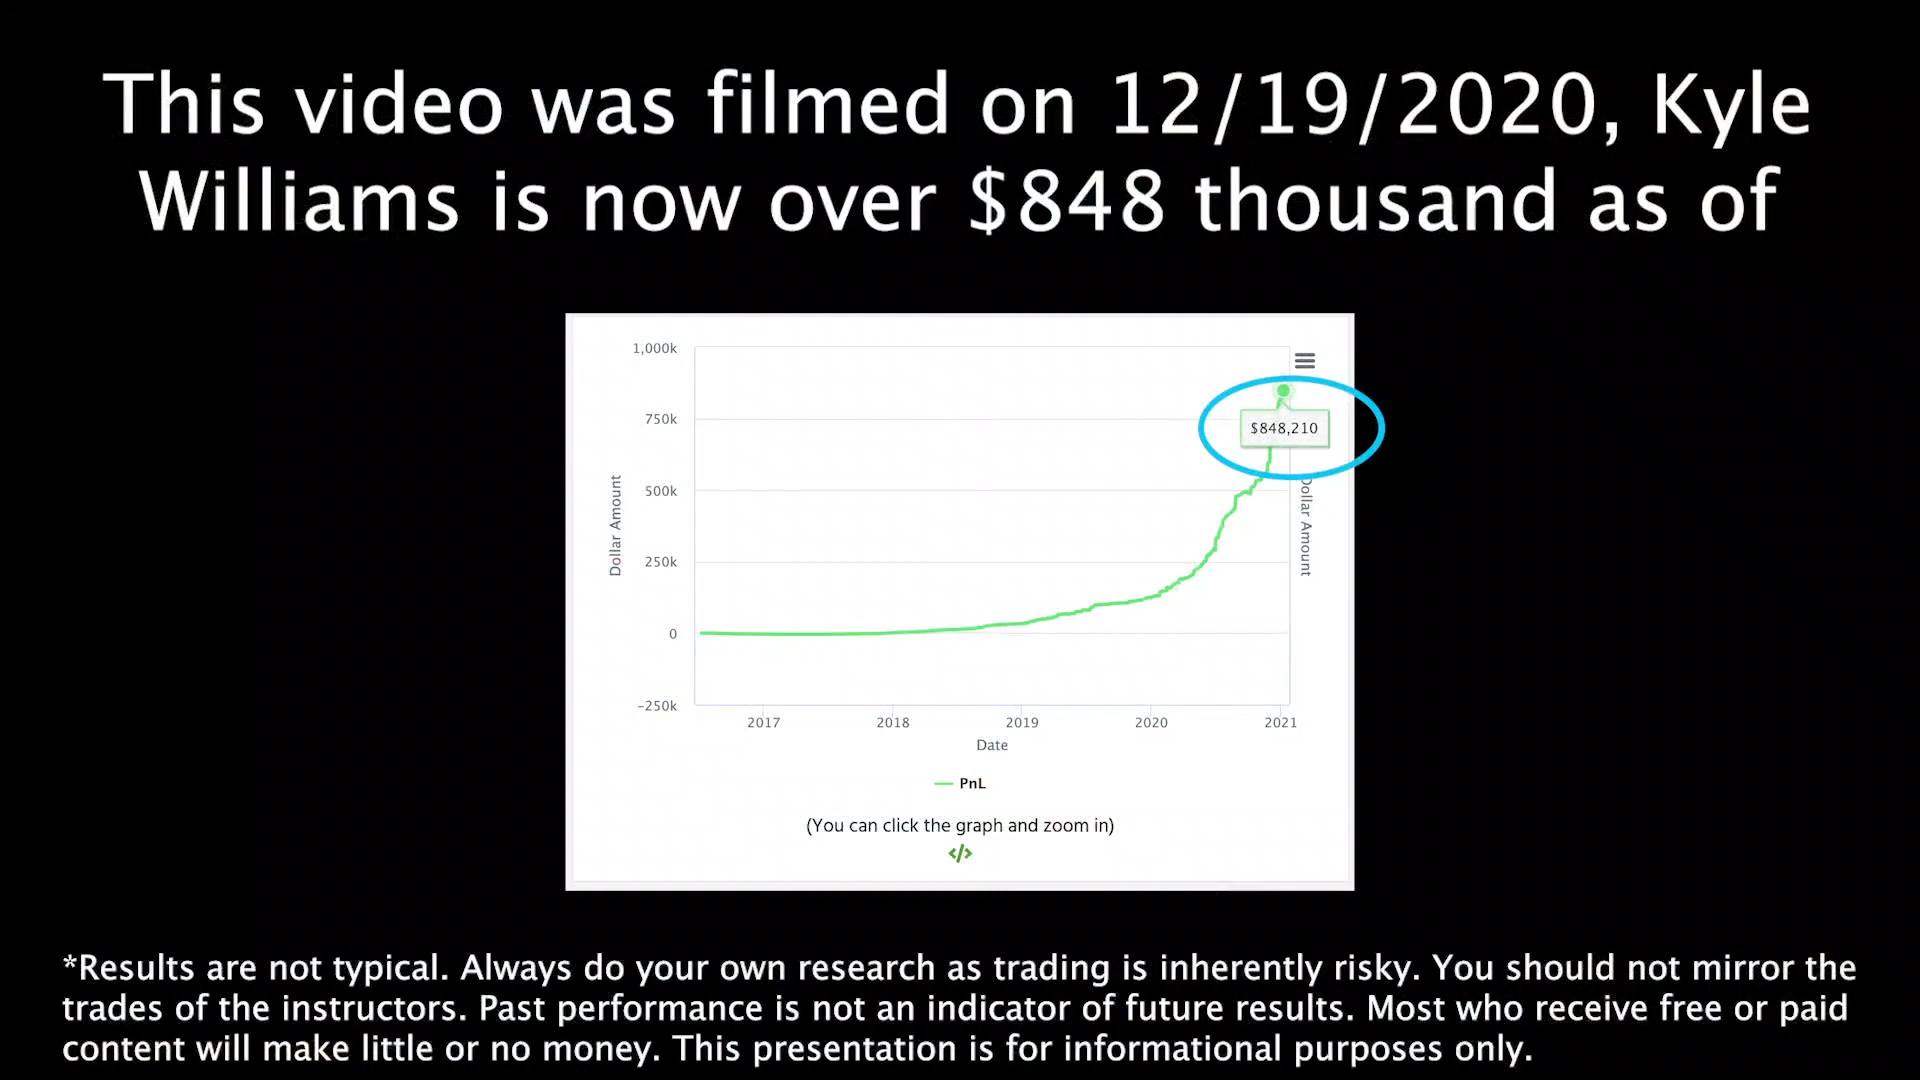 This video was filmed on 12/19/2020, Kyle
Williams is now over $848 thousand as of
1,000k
750k
$848,210
500k
Dollar Amount
Dollar Amount
250k
0
-250k
2017 2018 2019 2020 2021
Date
PnL
(You can click the graph and zoom in)
</>
*Results are not typical. Always do your own research as trading is inherently risky. You should not mirror the
trades of the instructors. Past performance is not an indicator of future results. Most who receive free or paid
content will make little or no money. This presentation is for informational purposes only.